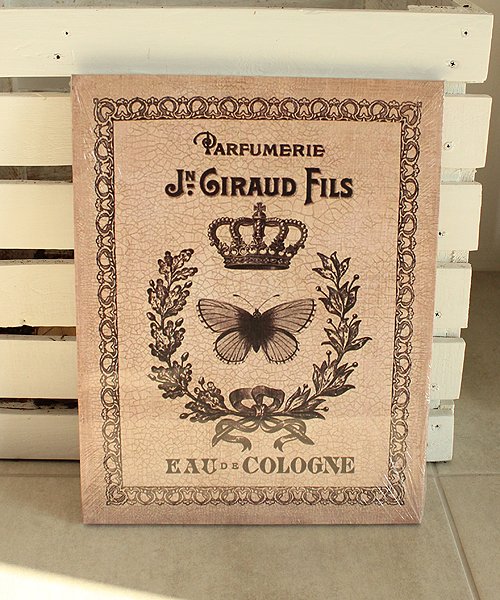 PARFUMERIE
JN. GIRAUD FILS
EAU DE COLOGNE